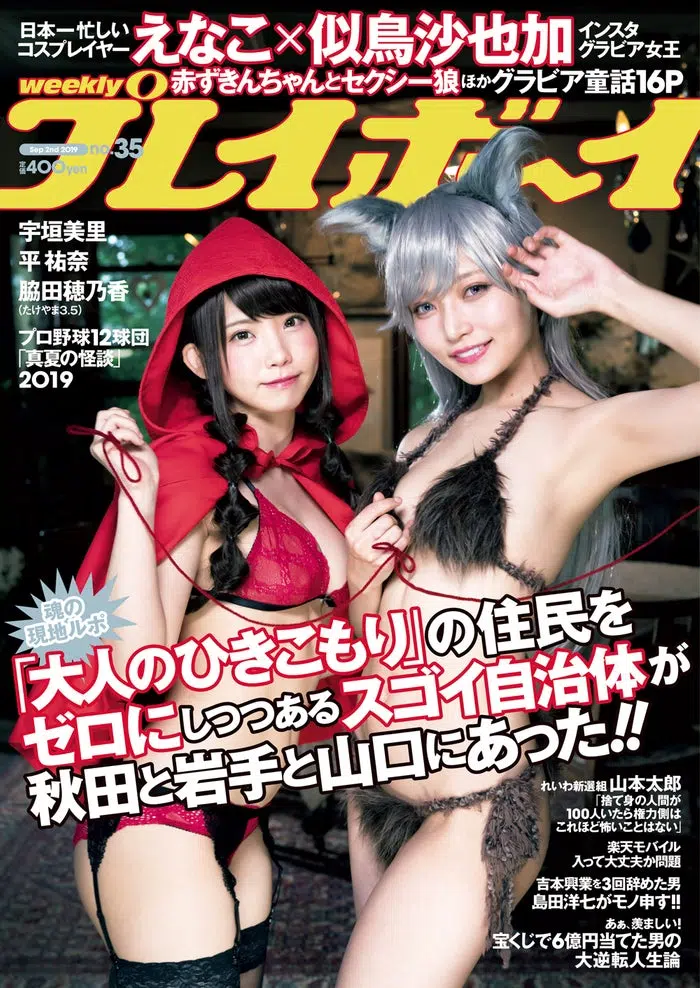 日本一忙しい
コスプレイヤー
えなこ×似鳥沙也加
インスタ
グラビア女王
赤ずきんちゃんとセクシー狼ほかグラビア童話16P
weekly
プレイボーイ
Sep 2nd 2019
no.35
定価400yen
宇垣美里
平 祐奈
脇田穂乃香
(たけやま3.5)
プロ野球12球団
「真夏の怪談」
2019
魂の
現地ルポ
『大人のひきこもり』の住民を
ゼロにしつつあるスゴイ自治体が
秋田と岩手と山口にあった!!
れいわ新選組 山本太郎
「捨て身の人間が
100人いたら権力側は
これほど怖いことはない」
楽天モバイル
入って大丈夫か問題
吉本興業を3回辞めた男
島田洋七がモノ申す!!
あぁ、羨ましい!
宝くじで6億円当てた男の
大逆転人生論